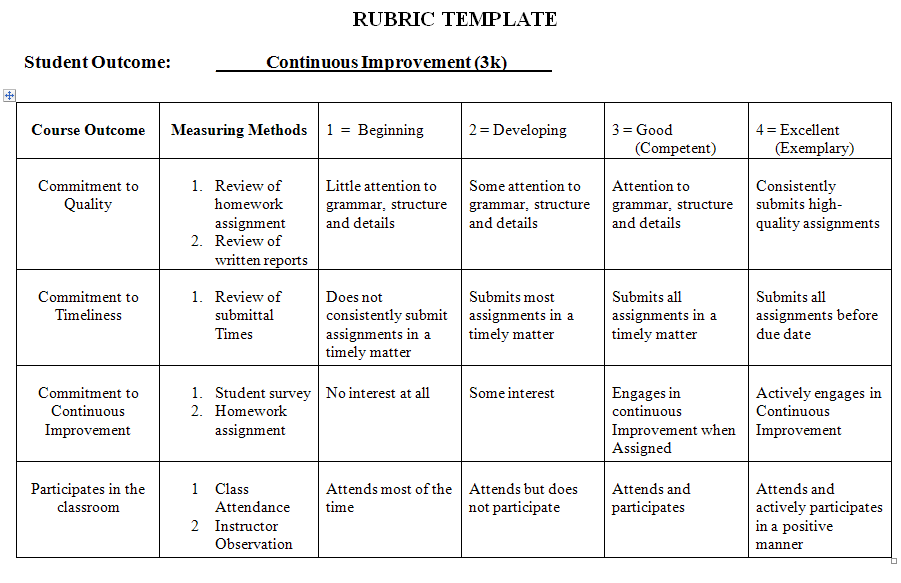 RUBRIC TEMPLATE
Student Outcome: Continuous Improvement (3k)
Course Outcome
Measuring Methods
1 = Beginning
2 = Developing
3 = Good
(Competent)
4 = Excellent
(Exemplary)
Commitment to
Quality
1. Review of
homework
assignment
2. Review of
written reports
Little attention to
grammar, structure
and details
Some attention to
grammar, structure
and details
Attention to
grammar, structure
and details
Consistently
submits high-
quality assignments
Commitment to
Timeliness
1. Review of
submittal
Times
Does not
consistently submit
assignments in a
timely matter
Submits most
assignments in a
timely matter
Submits all
assignments in a
timely matter
Submits all
assignments before
due date
Commitment to
Continuous
Improvement
1. Student survey
2. Homework
assignment
No interest at all
Some interest
Engages in
continuous
Improvement when
Assigned
Actively engages in
Continuous
Improvement
Participates in the
classroom
1 Class
Attendance
2 Instructor
Observation
Attends most of the
time
Attends but does
not participate
Attends and
participates
Attends and
actively participates
in a positive
manner